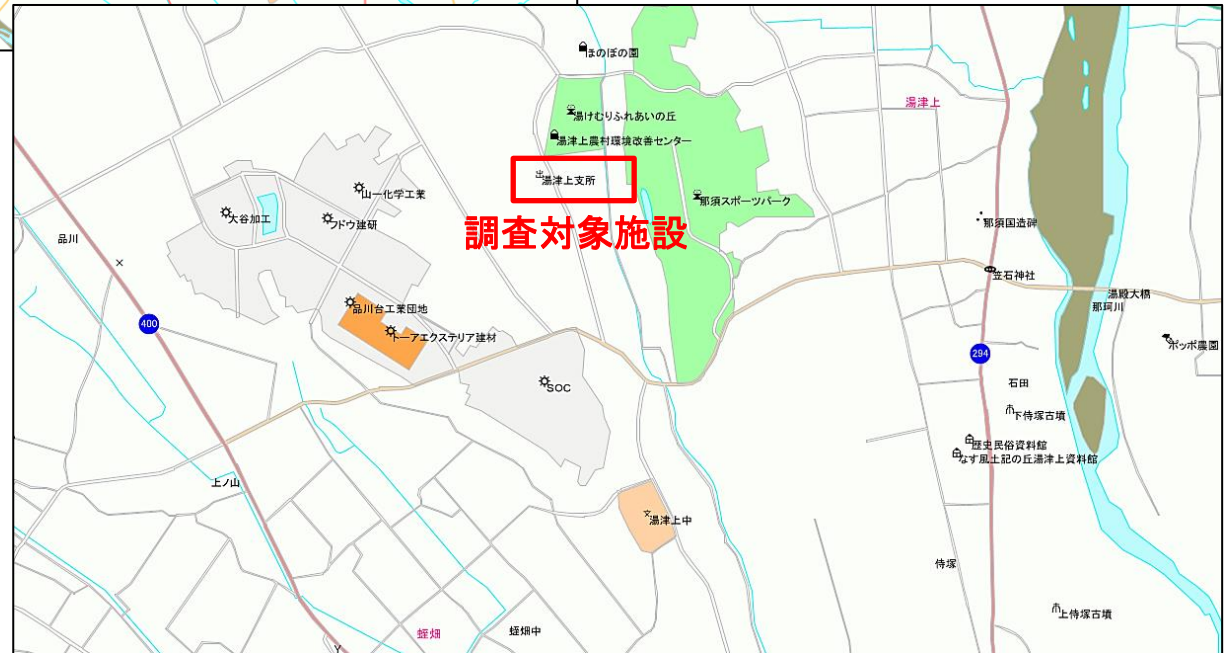 ほのぼの園
湯けむりふれあいの丘
湯津上農村環境改善センター
湯津上
湯津上支所
調査対象施設
山一化学工業
那須スポーツパーク
大谷加工
フドウ建研
那須国造碑
品川
笠石神社
湯殿大橋
那珂川
品川台工業団地
400
トーアエクステリア建材
294
ポッポ農園
石田
SOC
下侍塚古墳
歴史民俗資料館
なす風土記の丘湯津上資料館
上ノ山
湯津上中
侍塚
上侍塚古墳
蛭畑
蛭畑中